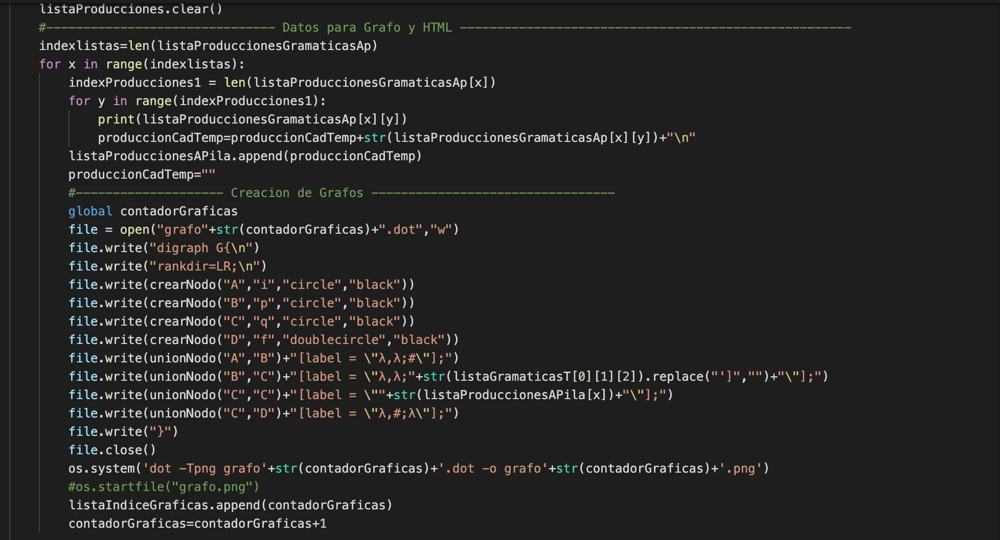 listaProducciones.clear()
#------------------------------- Datos para Grafo y HTML -----------------------------------------------------
indexlistas=len(listaProduccionesGramaticasAp)
for x in range(indexlistas):
    indexProducciones1 = len(listaProduccionesGramaticasAp[x])
    for y in range(indexProducciones1):
        print(listaProduccionesGramaticasAp[x][y])
        produccionCadTemp=produccionCadTemp+str(listaProduccionesGramaticasAp[x][y])+"\n"
    listaProduccionesAPila.append(produccionCadTemp)
    produccionCadTemp=""
    #-------------------- Creacion de Grafos ---------------------------------
    global contadorGraficas
    file = open("grafo"+str(contadorGraficas)+".dot","w")
    file.write("digraph G{\n")
    file.write("rankdir=LR;\n")
    file.write(crearNodo("A","i","circle","black"))
    file.write(crearNodo("B","p","circle","black"))
    file.write(crearNodo("C","q","circle","black"))
    file.write(crearNodo("D","f","doublecircle","black"))
    file.write(unionNodo("A","B")+"[label = \"λ,λ;#\"];")
    file.write(unionNodo("B","C")+"[label = \"λ,λ;"+str(listaGramaticasT[0][1][2]).replace("']","")+"\"];")
    file.write(unionNodo("C","C")+"[label = \""+str(listaProduccionesAPila[x])+"\"];")
    file.write(unionNodo("C","D")+"[label = \"λ,#;λ\"];")
    file.write("}")
    file.close()
    os.system('dot -Tpng grafo'+str(contadorGraficas)+'.dot -o grafo'+str(contadorGraficas)+'.png')
    #os.startfile("grafo.png")
    listaIndiceGraficas.append(contadorGraficas)
    contadorGraficas=contadorGraficas+1